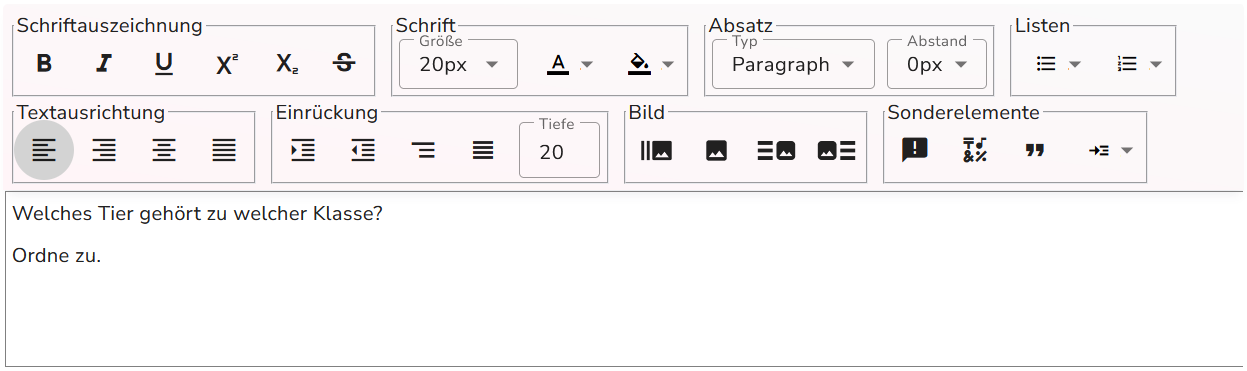 Schriftauszeichnung Schrift Absatz Listen
Größe Typ Abstand
B I U X² X₂ S 20px A Paragraph 0px
Textausrichtung Einrückung Bild Sonderelemente
Tiefe
20
Welches Tier gehört zu welcher Klasse?
Ordne zu.